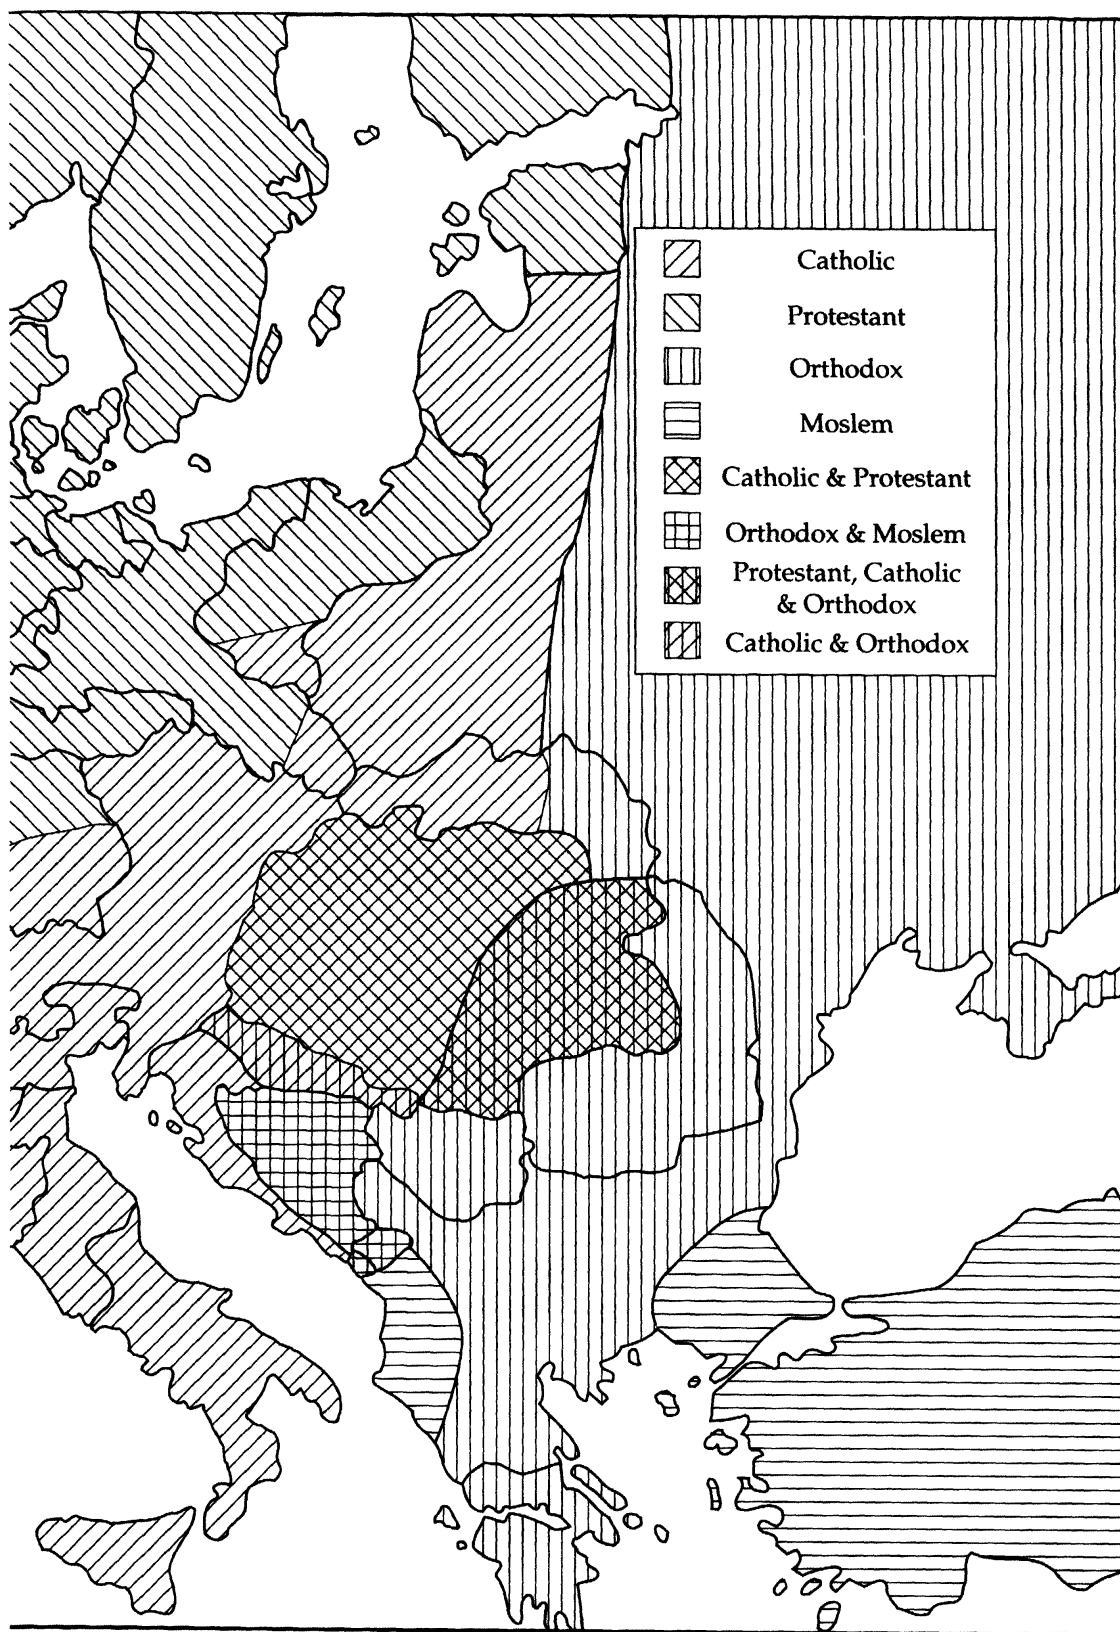 Catholic
Protestant
Orthodox
Moslem
Catholic & Protestant
Orthodox & Moslem
Protestant, Catholic
& Orthodox
Catholic & Orthodox